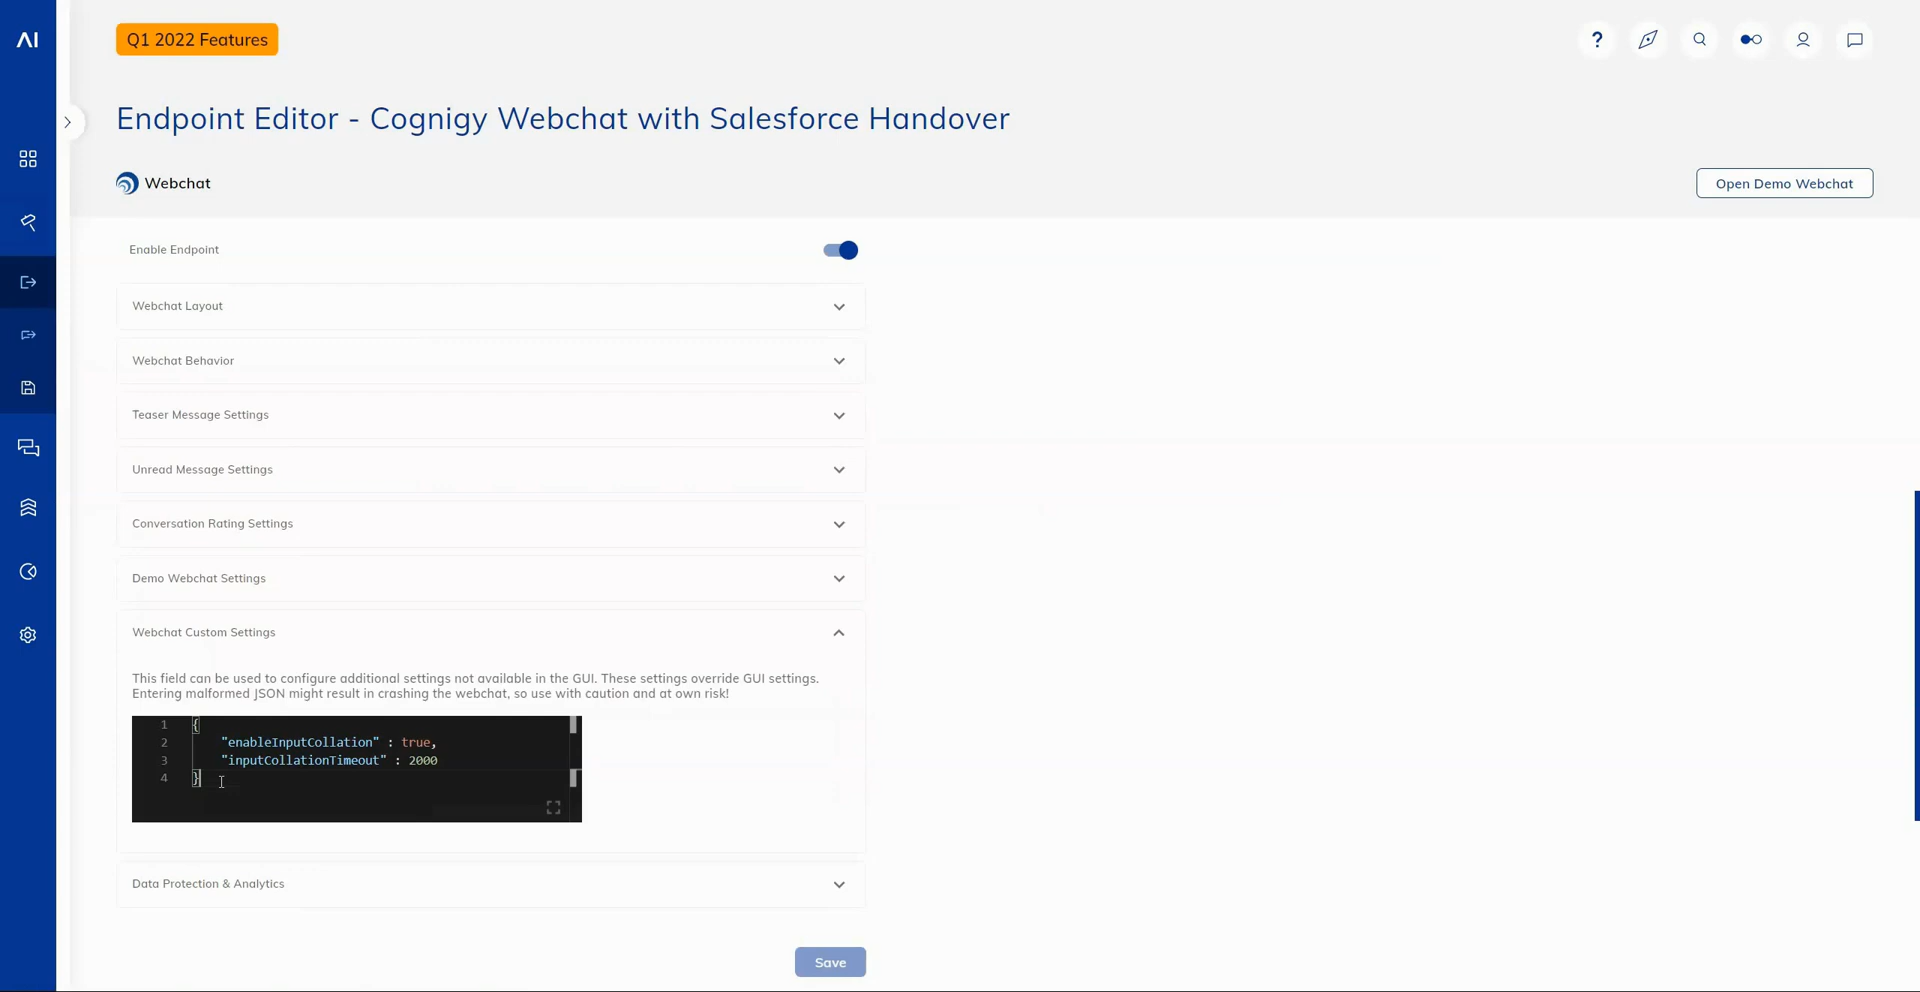 AI
Q1 2022 Features
?
Endpoint Editor - Cognigy Webchat with Salesforce Handover
Webchat
Open Demo Webchat
Enable Endpoint
Webchat Layout
Webchat Behavior
Teaser Message Settings
Unread Message Settings
Conversation Rating Settings
Demo Webchat Settings
Webchat Custom Settings
This field can be used to configure additional settings not available in the GUI. These settings override GUI settings.
Entering malformed JSON might result in crashing the webchat, so use with caution and at own risk!
1 {
2 "enableInputCollation" : true,
3 "inputCollationTimeout" : 2000
4 }
Data Protection & Analytics
Save